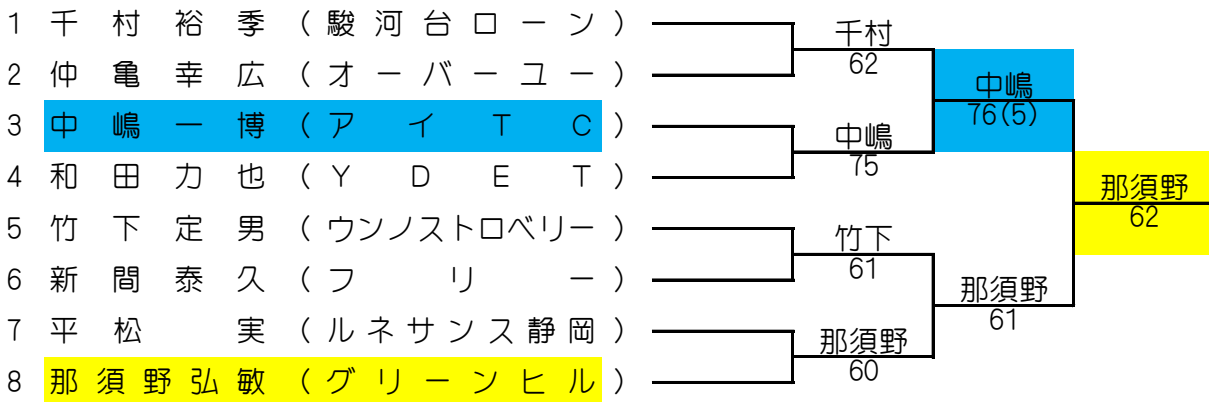 1 千村裕季（駿河台ローン）
2 仲亀幸広（オーバーユー）
3 中嶋一博（アイTC）
4 和田力也（YDET）
5 竹下定男（ウンノストロベリー）
6 新間泰久（フリー）
7 平松　実（ルネサンス静岡）
8 那須野弘敏（グリーンヒル）
千村
62
中嶋
75
竹下
61
那須野
60
中嶋
76(5)
那須野
61
那須野
62